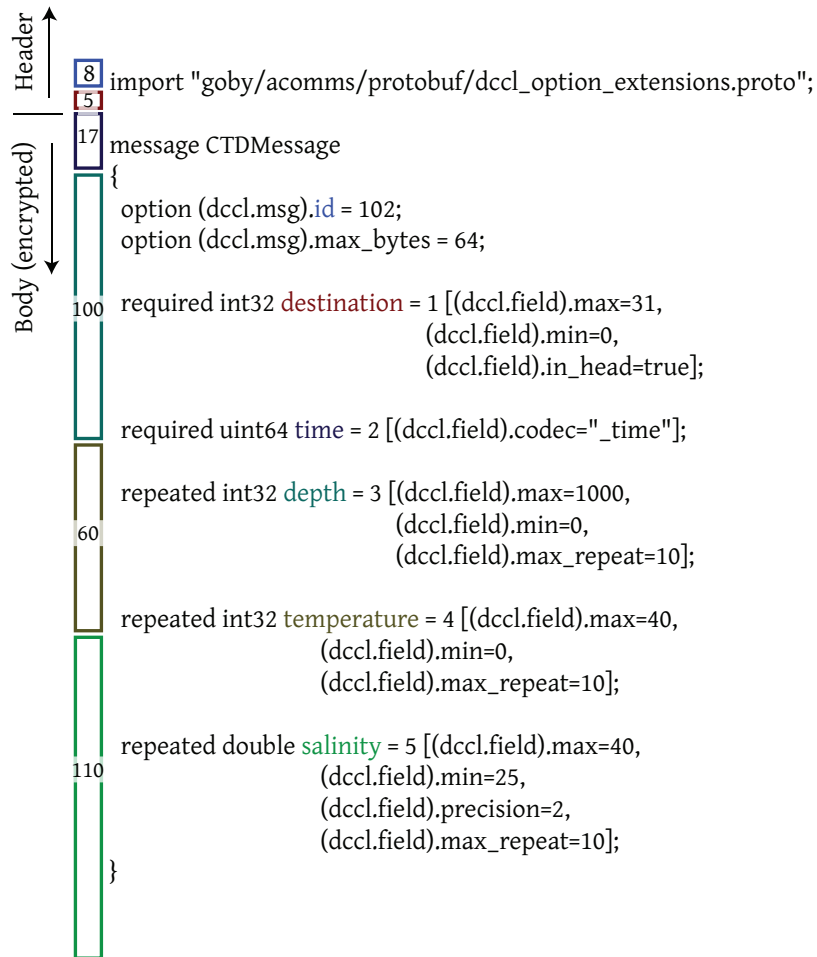 Header
Body (encrypted)
8
5
17
100
60
110
import "goby/acomms/protobuf/dccl_option_extensions.proto";
message CTDMessage
{
option (dccl.msg).id = 102;
option (dccl.msg).max_bytes = 64;
required int32 destination = 1 [(dccl.field).max=31,
(dccl.field).min=0,
(dccl.field).in_head=true];
required uint64 time = 2 [(dccl.field).codec="_time"];
repeated int32 depth = 3 [(dccl.field).max=1000,
(dccl.field).min=0,
(dccl.field).max_repeat=10];
repeated int32 temperature = 4 [(dccl.field).max=40,
(dccl.field).min=0,
(dccl.field).max_repeat=10];
repeated double salinity = 5 [(dccl.field).max=40,
(dccl.field).min=25,
(dccl.field).precision=2,
(dccl.field).max_repeat=10];
}